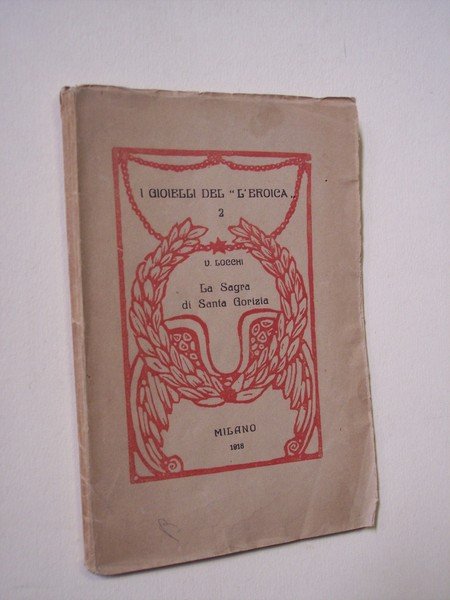 I GIOIELLI DEL "L'EROICA"
2
V. LOCCHI
La Sagra
di Santa Gorizia
MILANO
1918